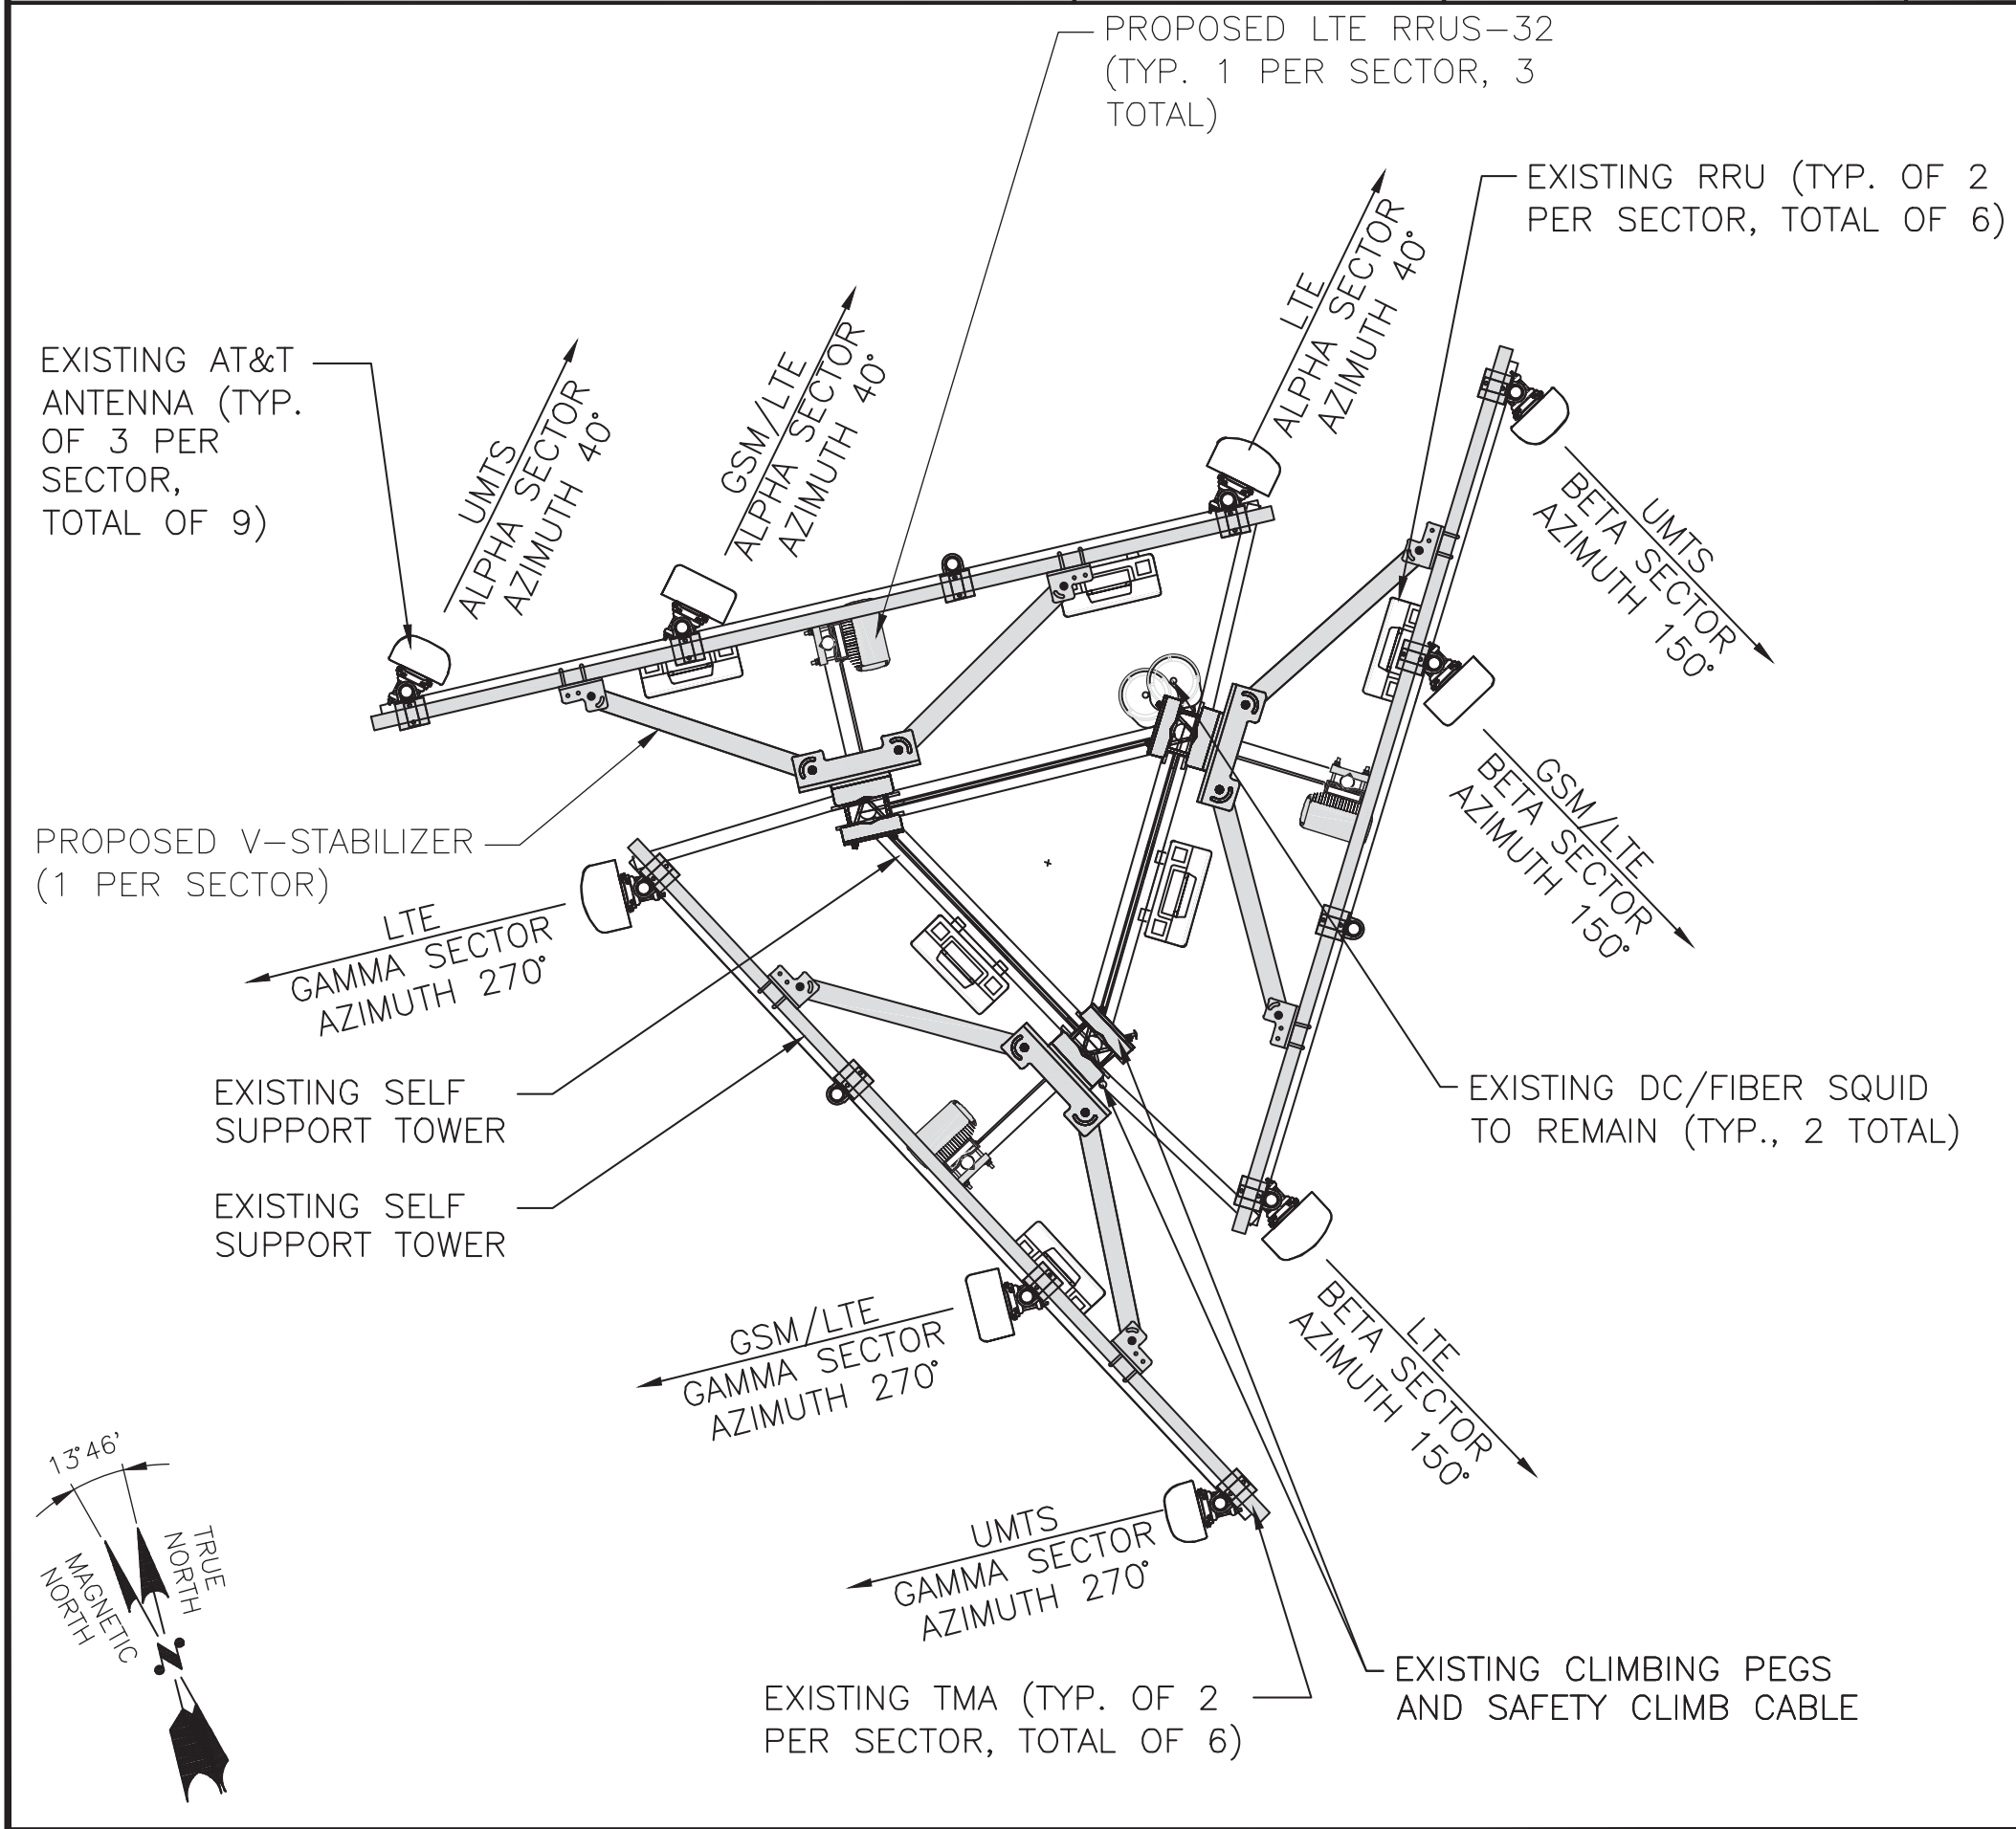 PROPOSED LTE RRUS-32
(TYP. 1 PER SECTOR, 3
TOTAL)
EXISTING RRU (TYP. OF 2
PER SECTOR, TOTAL OF 6)
EXISTING AT&T
ANTENNA (TYP.
OF 3 PER
SECTOR,
TOTAL OF 9)
UMTS
ALPHA SECTOR
AZIMUTH 40°
GSM/LTE
ALPHA SECTOR
AZIMUTH 40°
LTE
ALPHA SECTOR
AZIMUTH 40°
UMTS
BETA SECTOR
AZIMUTH 150°
GSM/LTE
BETA SECTOR
AZIMUTH 150°
PROPOSED V-STABILIZER
(1 PER SECTOR)
LTE
GAMMA SECTOR
AZIMUTH 270°
EXISTING SELF
SUPPORT TOWER
EXISTING SELF
SUPPORT TOWER
EXISTING DC/FIBER SQUID
TO REMAIN (TYP., 2 TOTAL)
GSM/LTE
GAMMA SECTOR
AZIMUTH 270°
LTE
BETA SECTOR
AZIMUTH 150°
UMTS
GAMMA SECTOR
AZIMUTH 270°
13°46'
TRUE
NORTH
MAGNETIC
NORTH
N
EXISTING TMA (TYP. OF 2
PER SECTOR, TOTAL OF 6)
EXISTING CLIMBING PEGS
AND SAFETY CLIMB CABLE